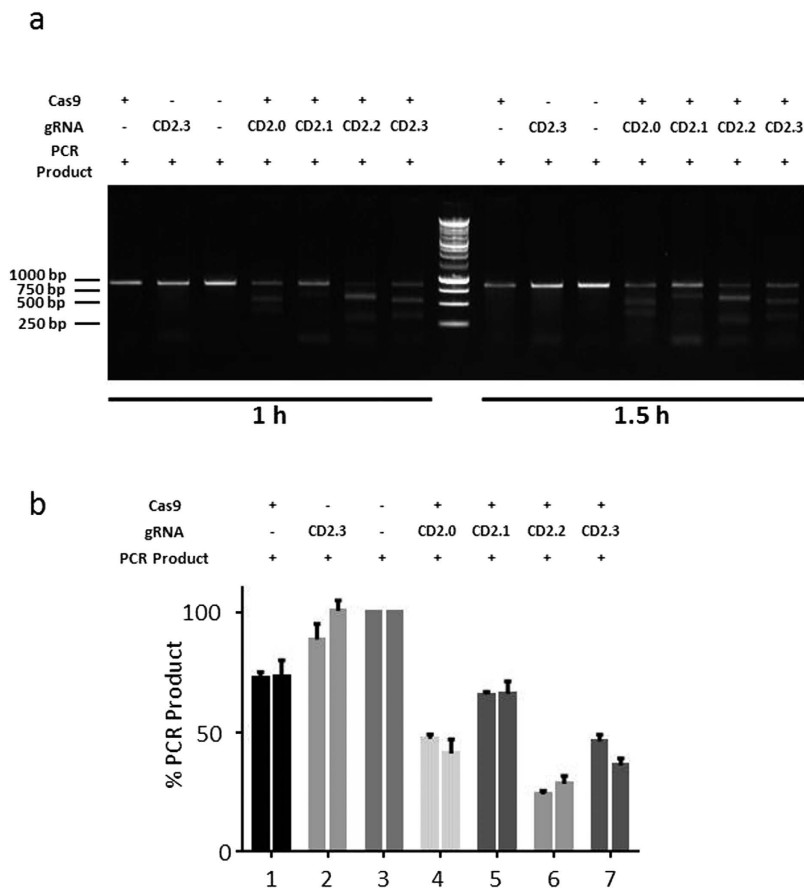 a
Cas9 + - - + + + + + - - + + + +
gRNA - CD2.3 - CD2.0 CD2.1 CD2.2 CD2.3 - CD2.3 - CD2.0 CD2.1 CD2.2 CD2.3
PCR
Product + + + + + + + + + + + + + +
1000 bp
750 bp
500 bp
250 bp
1 h 1.5 h
b
Cas9 + - - + + + +
gRNA - CD2.3 - CD2.0 CD2.1 CD2.2 CD2.3
PCR Product + + + + + + +
% PCR Product
100
50
0
1 2 3 4 5 6 7